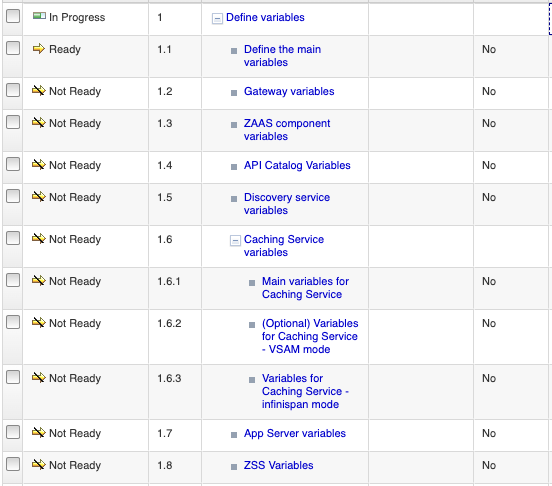 In Progress 1 Define variables
Ready 1.1 Define the main No
variables
Not Ready 1.2 Gateway variables No
Not Ready 1.3 ZAAS component No
variables
Not Ready 1.4 API Catalog Variables No
Not Ready 1.5 Discovery service No
variables
Not Ready 1.6 Caching Service
variables
Not Ready 1.6.1 Main variables for No
Caching Service
Not Ready 1.6.2 (Optional) Variables No
for Caching Service
- VSAM mode
Not Ready 1.6.3 Variables for No
Caching Service -
infinispan mode
Not Ready 1.7 App Server variables No
Not Ready 1.8 ZSS Variables No